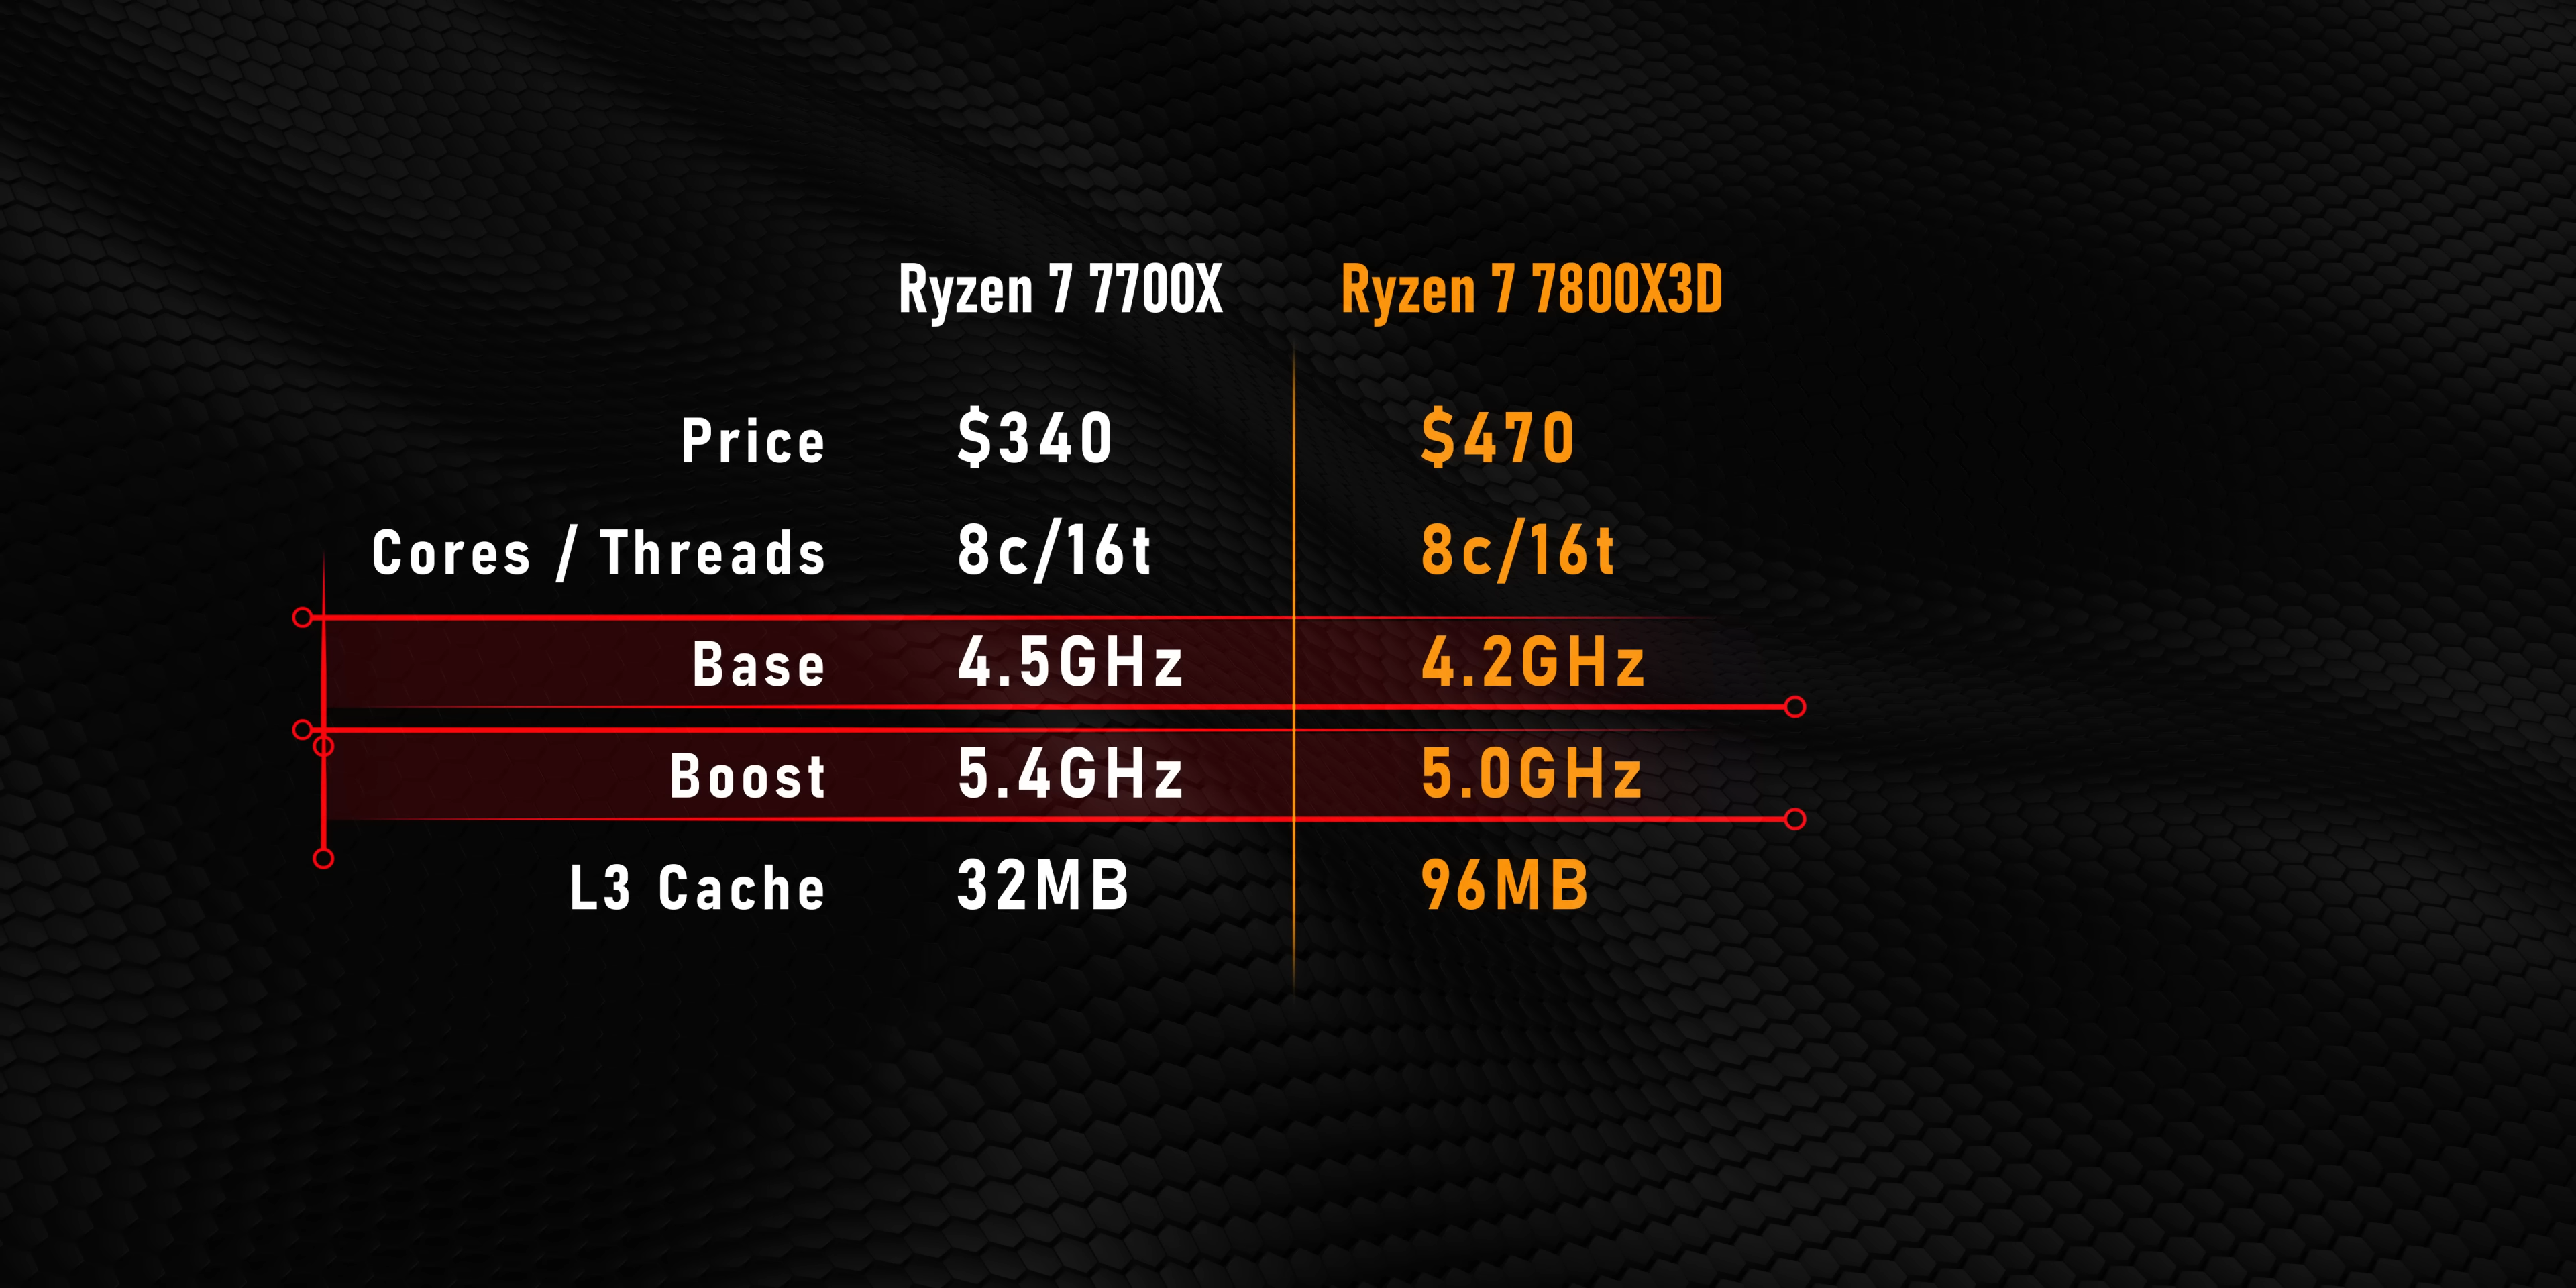 Ryzen 7 7700X Ryzen 7 7800X3D
Price $340 $470
Cores / Threads 8c/16t 8c/16t
Base 4.5GHz 4.2GHz
Boost 5.4GHz 5.0GHz
L3 Cache 32MB 96MB